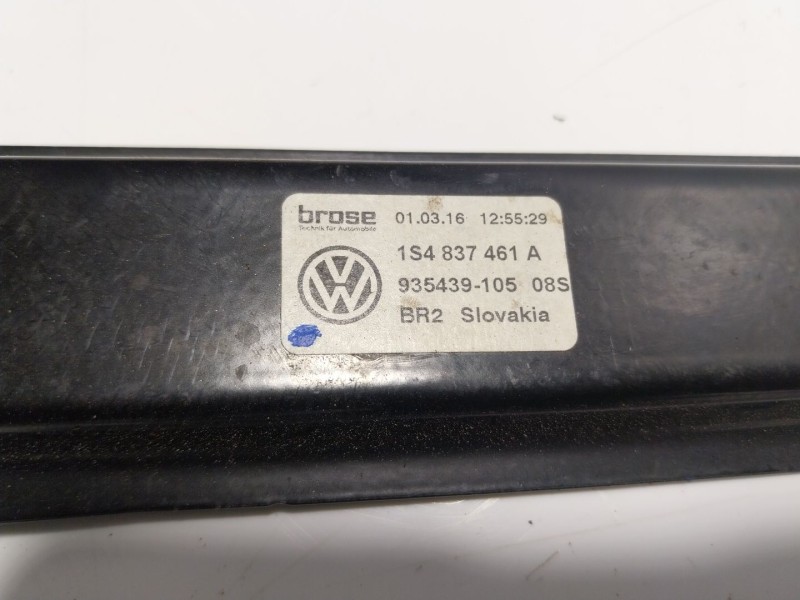 brose 01.03.16 12:55:29
Technik für Automobile
1S4 837 461 A
935439-105 08S
BR2 Slovakia